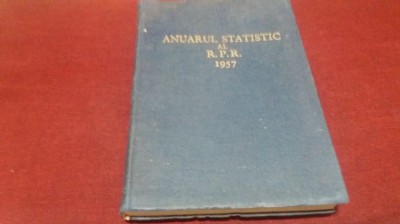 ANUARUL STATISTIC
AL
R.P.R.
1957